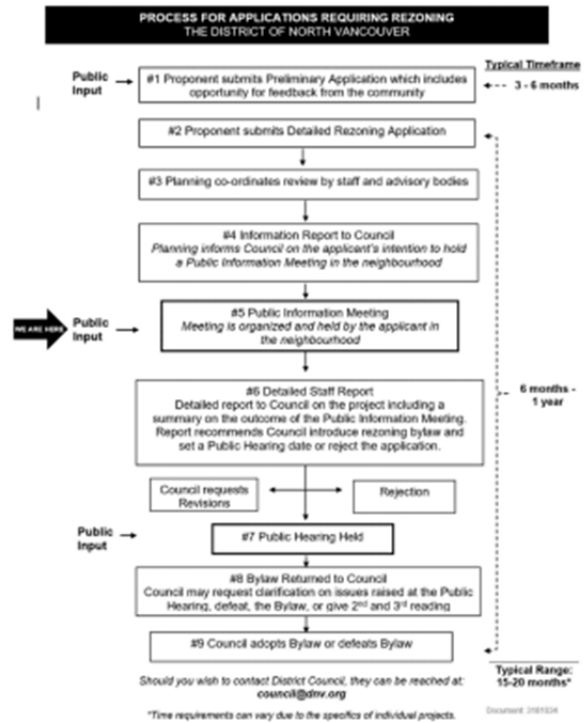 PROCESS FOR APPLICATIONS REQUIRING REZONING
THE DISTRICT OF NORTH VANCOUVER
Typical Timeframe
Public
Input
#1 Proponent submits Preliminary Application which includes
opportunity for feedback from the community
3 - 6 months
#2 Proponent submits Detailed Rezoning Application
#3 Planning co-ordinates review by staff and advisory bodies
#4 Information Report to Council
Planning informs Council on the applicant's intention to hold
a Public Information Meeting in the neighbourhood
WE ARE HERE
Public
Input
#5 Public Information Meeting
Meeting is organized and held by the applicant in
the neighbourhood
6 months -
1 year
#6 Detailed Staff Report
Detailed report to Council on the project including a
summary on the outcome of the Public Information Meeting.
Report recommends Council introduce rezoning bylaw and
set a Public Hearing date or reject the application.
Council requests
Revisions
Rejection
Public
Input
#7 Public Hearing Held
#8 Bylaw Returned to Council
Council may request clarification on issues raised at the Public
Hearing, defeat, the Bylaw, or give 2nd and 3rd reading
#9 Council adopts Bylaw or defeats Bylaw
Typical Range:
15-20 months*
Should you wish to contact District Council, they can be reached at:
council@dnv.org
*Time requirements can vary due to the specifics of individual projects.
Document: